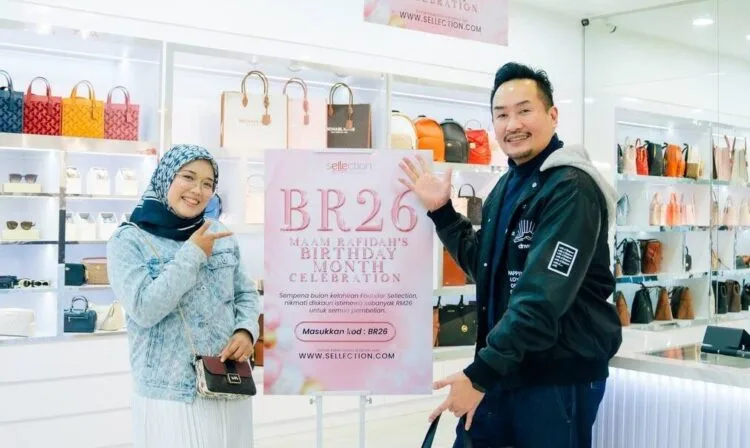 CELEBRATION
WWW.SELLECTION.COM
sellection
BR26
MAAM RAFIDAH'S
BIRTHDAY
MONTH
CELEBRATION
Sempena bulan kelahiran Founder Sellection,
nikmati diskaun istimewa sebanyak RM26
untuk semua pembelian.
Masukkan kod : BR26
WWW.SELLECTION.COM